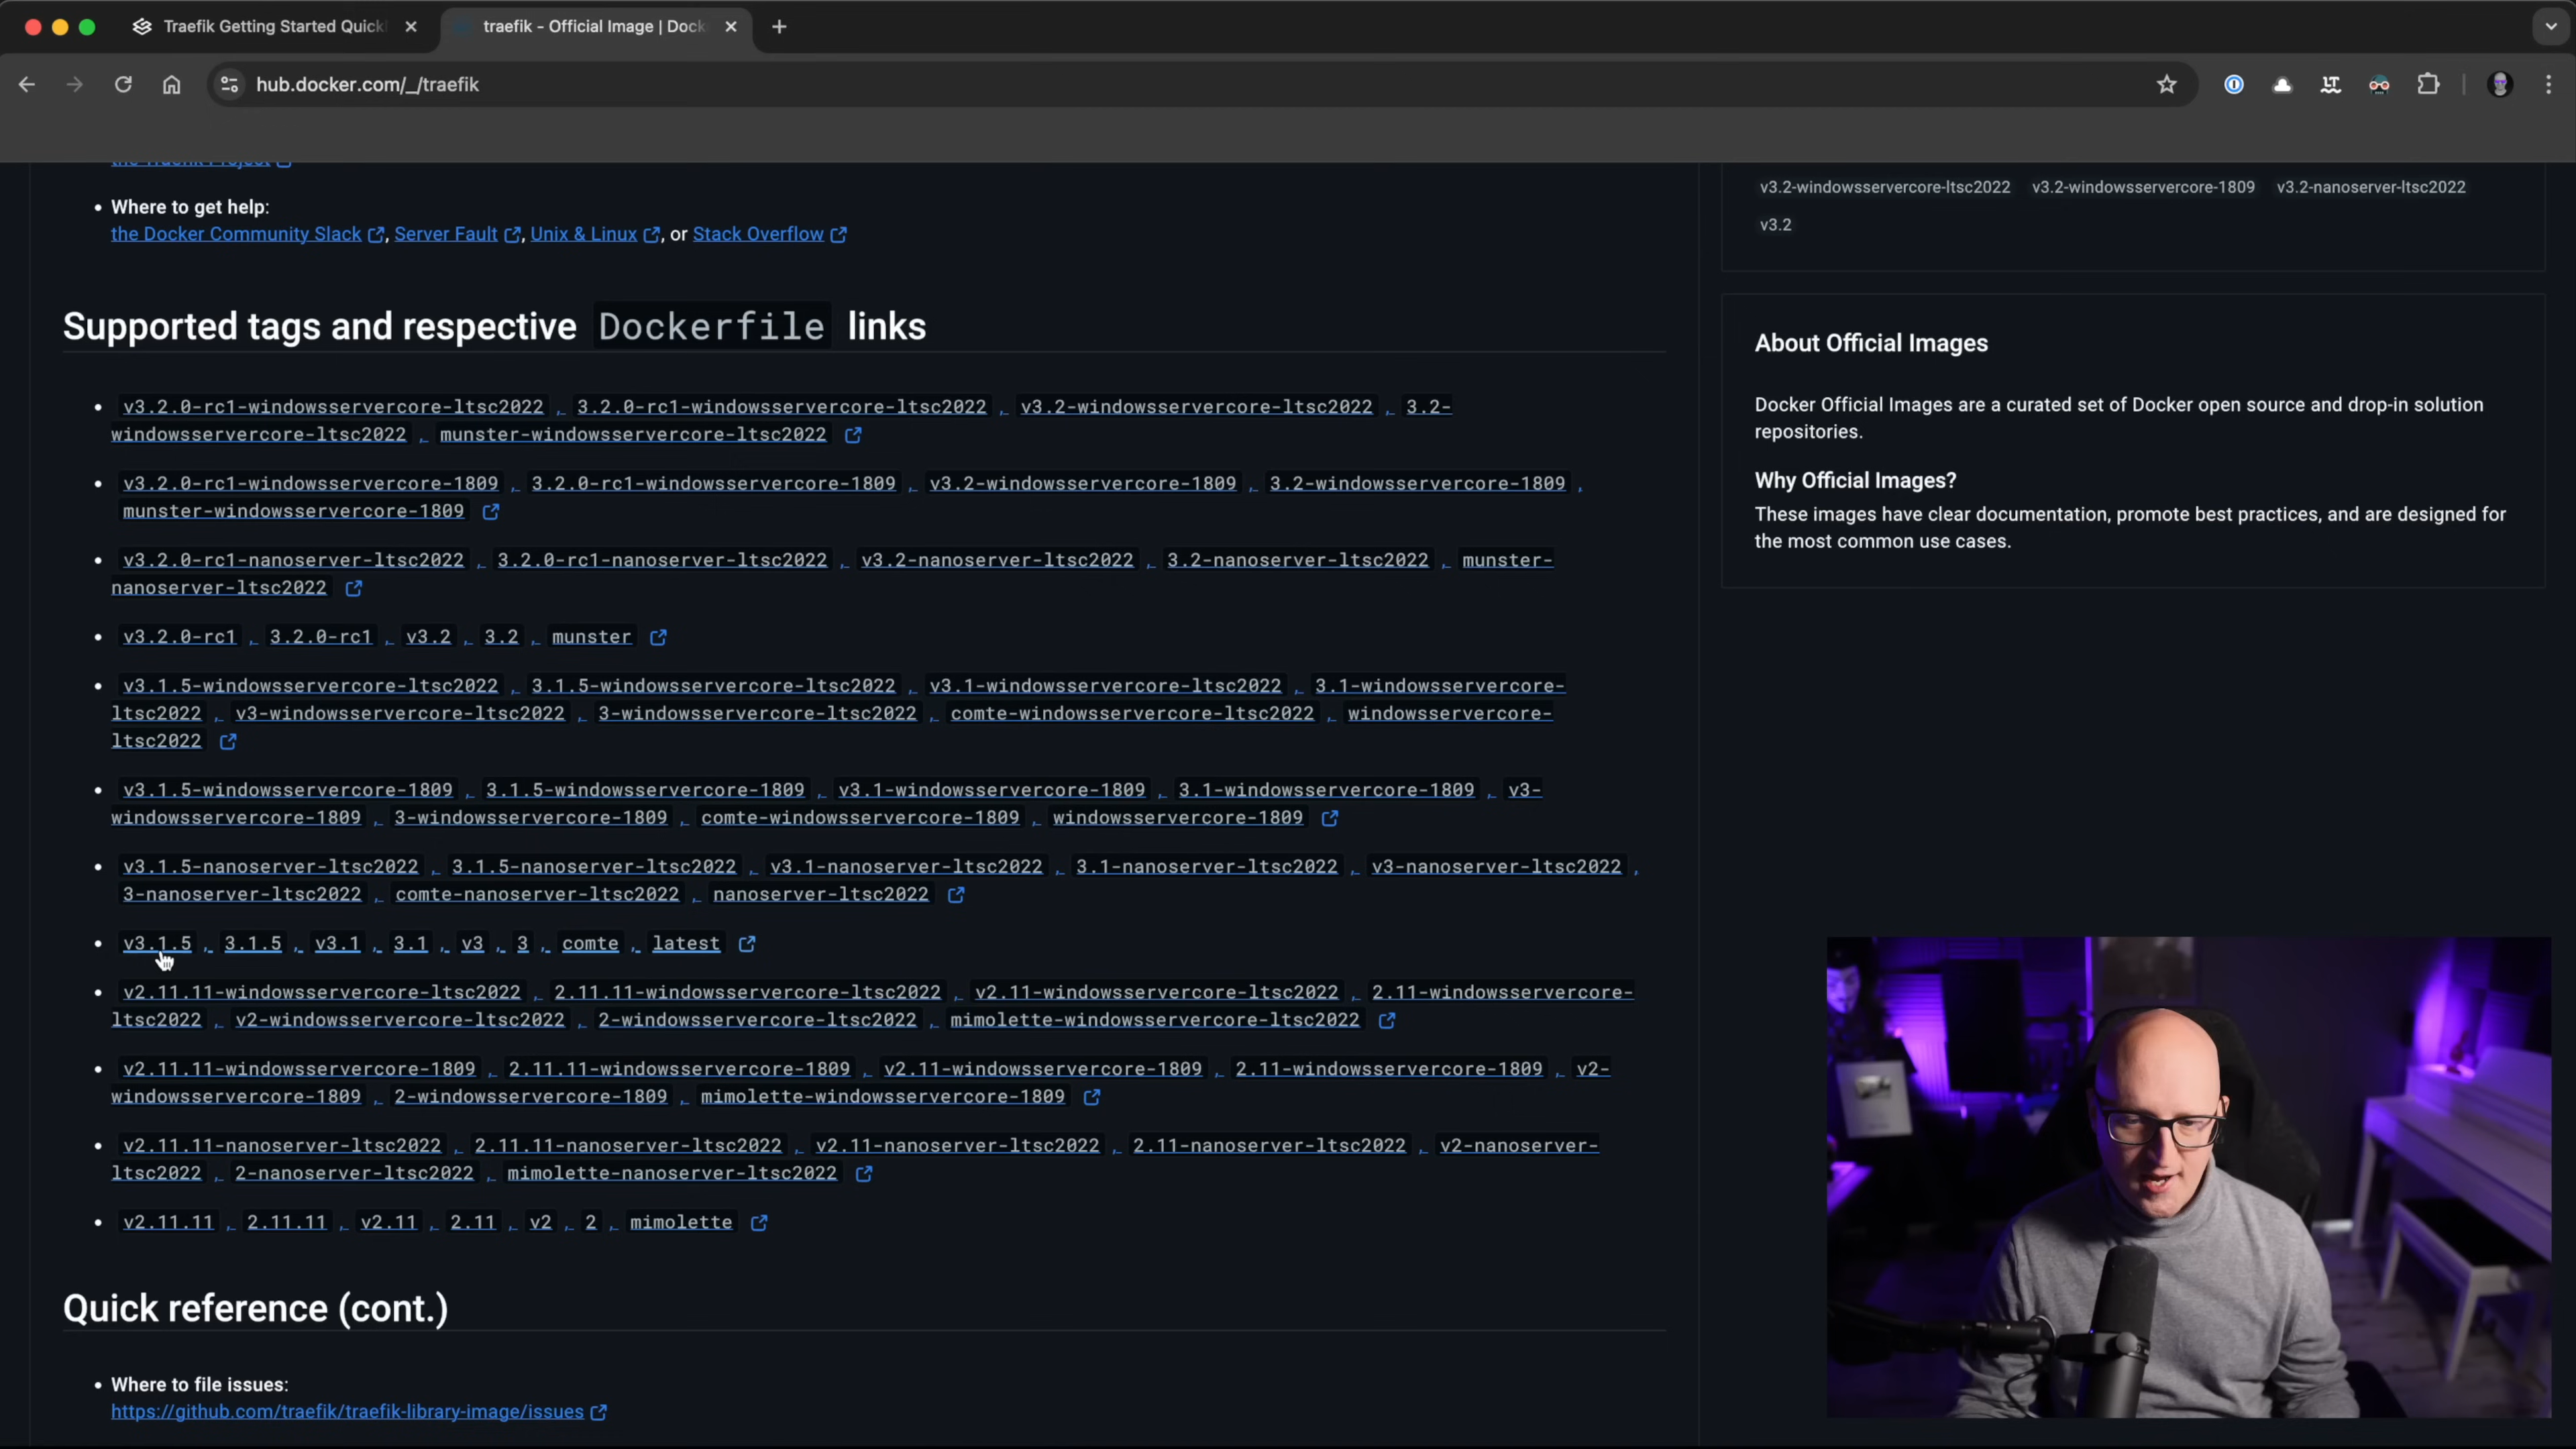 Traefik Getting Started Quick
traefik - Official Image | Dock
hub.docker.com/_/traefik
the Traefik Project
• Where to get help:
the Docker Community Slack, Server Fault, Unix & Linux, or Stack Overflow
Supported tags and respective Dockerfile links
• v3.2.0-rc1-windowsservercore-ltsc2022, 3.2.0-rc1-windowsservercore-ltsc2022, v3.2-windowsservercore-ltsc2022, 3.2-
windowsservercore-ltsc2022, munster-windowsservercore-ltsc2022
• v3.2.0-rc1-windowsservercore-1809, 3.2.0-rc1-windowsservercore-1809, v3.2-windowsservercore-1809, 3.2-windowsservercore-1809,
munster-windowsservercore-1809
• v3.2.0-rc1-nanoserver-ltsc2022, 3.2.0-rc1-nanoserver-ltsc2022, v3.2-nanoserver-ltsc2022, 3.2-nanoserver-ltsc2022, munster-
nanoserver-ltsc2022
• v3.2.0-rc1, 3.2.0-rc1, v3.2, 3.2, munster
• v3.1.5-windowsservercore-ltsc2022, 3.1.5-windowsservercore-ltsc2022, v3.1-windowsservercore-ltsc2022, 3.1-windowsservercore-
ltsc2022, v3-windowsservercore-ltsc2022, 3-windowsservercore-ltsc2022, comte-windowsservercore-ltsc2022, windowsservercore-
ltsc2022
• v3.1.5-windowsservercore-1809, 3.1.5-windowsservercore-1809, v3.1-windowsservercore-1809, 3.1-windowsservercore-1809, v3-
windowsservercore-1809, 3-windowsservercore-1809, comte-windowsservercore-1809, windowsservercore-1809
• v3.1.5-nanoserver-ltsc2022, 3.1.5-nanoserver-ltsc2022, v3.1-nanoserver-ltsc2022, 3.1-nanoserver-ltsc2022, v3-nanoserver-ltsc2022,
3-nanoserver-ltsc2022, comte-nanoserver-ltsc2022, nanoserver-ltsc2022
• v3.1.5, 3.1.5, v3.1, 3.1, v3, 3, comte, latest
• v2.11.11-windowsservercore-ltsc2022, 2.11.11-windowsservercore-ltsc2022, v2.11-windowsservercore-ltsc2022, 2.11-windowsservercore-
ltsc2022, v2-windowsservercore-ltsc2022, 2-windowsservercore-ltsc2022, mimolette-windowsservercore-ltsc2022
• v2.11.11-windowsservercore-1809, 2.11.11-windowsservercore-1809, v2.11-windowsservercore-1809, 2.11-windowsservercore-1809, v2-
windowsservercore-1809, 2-windowsservercore-1809, mimolette-windowsservercore-1809
• v2.11.11-nanoserver-ltsc2022, 2.11.11-nanoserver-ltsc2022, v2.11-nanoserver-ltsc2022, 2.11-nanoserver-ltsc2022, v2-nanoserver-
ltsc2022, 2-nanoserver-ltsc2022, mimolette-nanoserver-ltsc2022
• v2.11.11, 2.11.11, v2.11, 2.11, v2, 2, mimolette
Quick reference (cont.)
• Where to file issues:
https://github.com/traefik/traefik-library-image/issues
v3.2-windowsservercore-ltsc2022 v3.2-windowsservercore-1809 v3.2-nanoserver-ltsc2022
v3.2
About Official Images
Docker Official Images are a curated set of Docker open source and drop-in solution
repositories.
Why Official Images?
These images have clear documentation, promote best practices, and are designed for
the most common use cases.